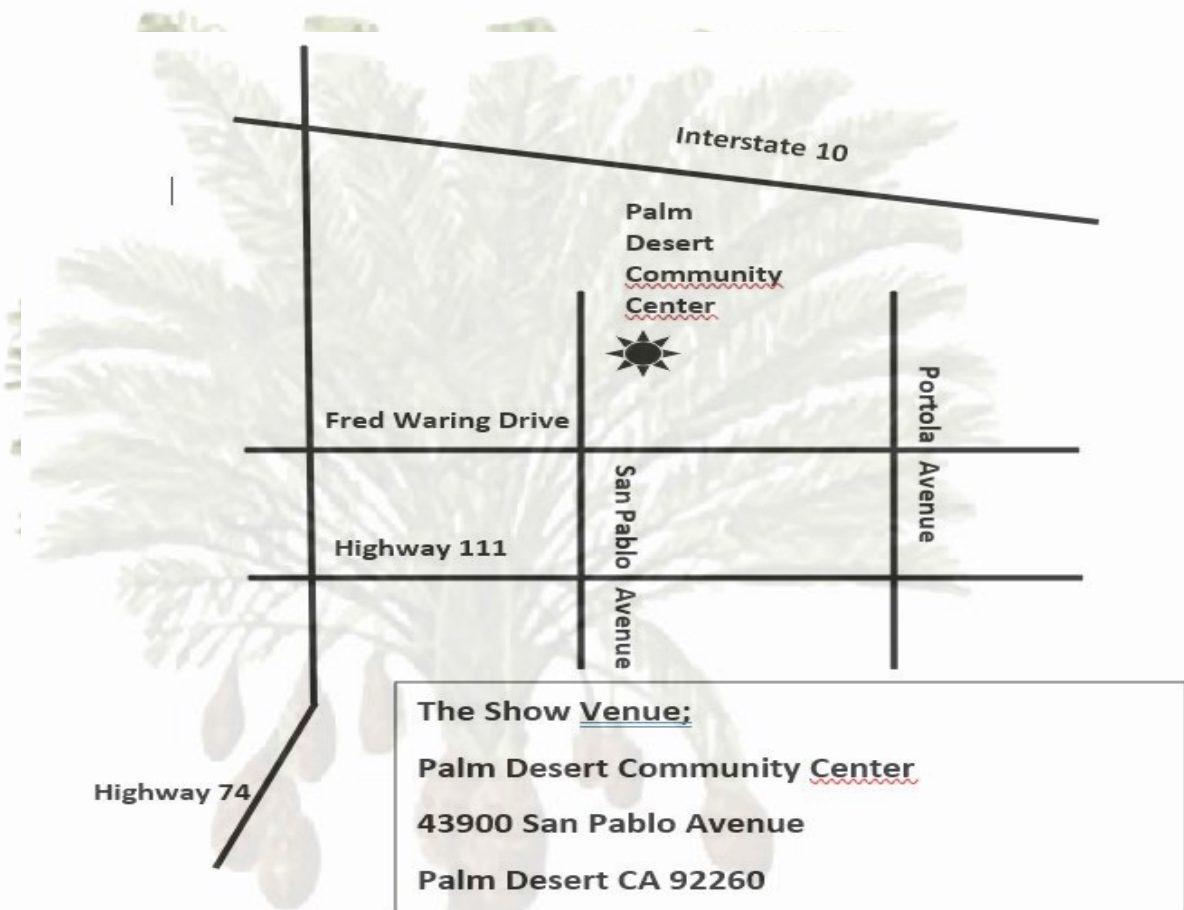 Interstate 10
Palm
Desert
Community
Center
Portola Avenue
Fred Waring Drive
San Pablo Avenue
Highway 111
Highway 74
The Show Venue;
Palm Desert Community Center
43900 San Pablo Avenue
Palm Desert CA 92260